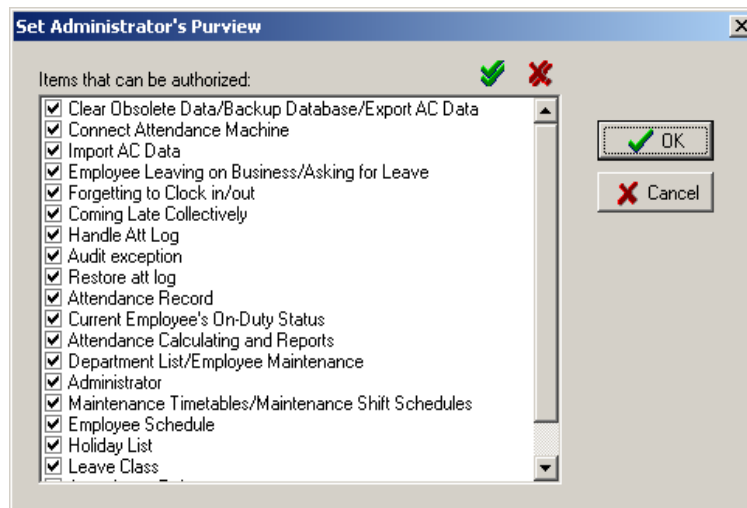 Set Administrator's Purview
Items that can be authorized:
Clear Obsolete Data/Backup Database/Export AC Data
Connect Attendance Machine
Import AC Data
Employee Leaving on Business/Asking for Leave
Forgetting to Clock in/out
Coming Late Collectively
Handle Att Log
Audit exception
Restore att log
Attendance Record
Current Employee's On-Duty Status
Attendance Calculating and Reports
Department List/Employee Maintenance
Administrator
Maintenance Timetables/Maintenance Shift Schedules
Employee Schedule
Holiday List
Leave Class
OK
Cancel